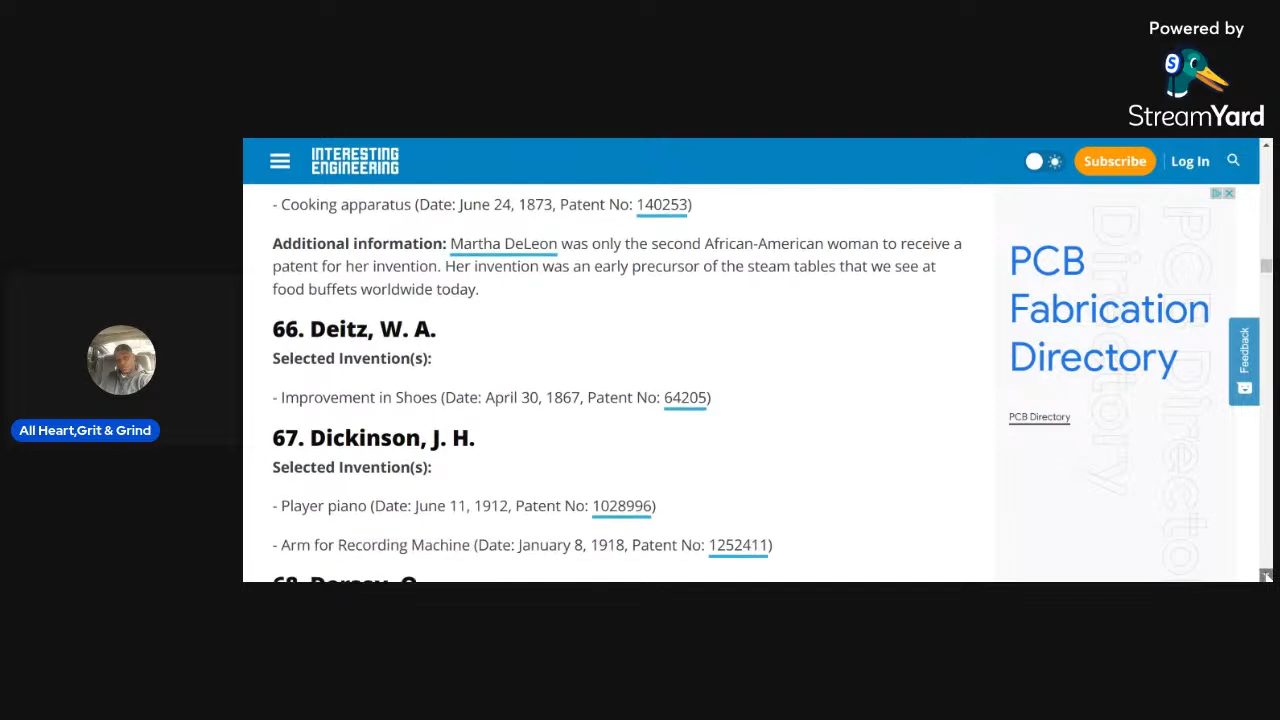 Powered by
S
StreamYard
INTERESTING
ENGINEERING
Subscribe
Log In
- Cooking apparatus (Date: June 24, 1873, Patent No: 140253)
Additional information: Martha DeLeon was only the second African-American woman to receive a
patent for her invention. Her invention was an early precursor of the steam tables that we see at
food buffets worldwide today.
66. Deitz, W. A.
Selected Invention(s):
- Improvement in Shoes (Date: April 30, 1867, Patent No: 64205)
67. Dickinson, J. H.
Selected Invention(s):
- Player piano (Date: June 11, 1912, Patent No: 1028996)
- Arm for Recording Machine (Date: January 8, 1918, Patent No: 1252411)
PCB
Fabrication
Directory
PCB Directory
PCB Directory
Feedback
All Heart,Grit & Grind